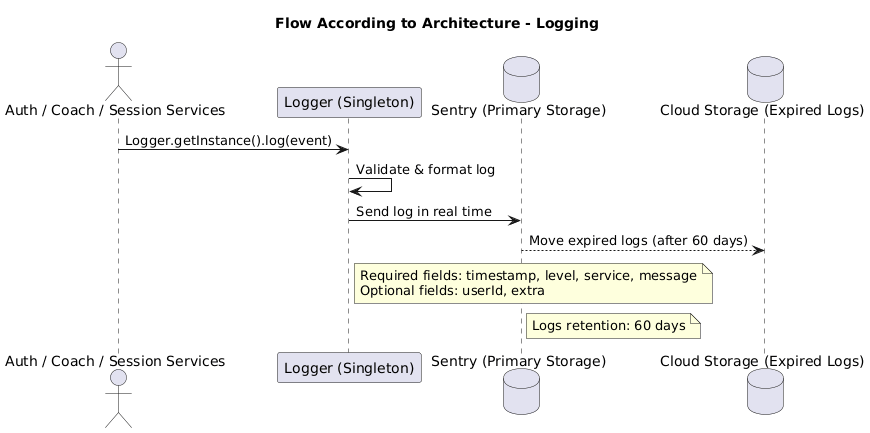 Flow According to Architecture - Logging
Auth / Coach / Session Services
Logger (Singleton)
Sentry (Primary Storage)
Cloud Storage (Expired Logs)
Logger.getInstance().log(event)
Validate & format log
Send log in real time
Move expired logs (after 60 days)
Required fields: timestamp, level, service, message
Optional fields: userId, extra
Logs retention: 60 days
Auth / Coach / Session Services
Logger (Singleton)
Sentry (Primary Storage)
Cloud Storage (Expired Logs)